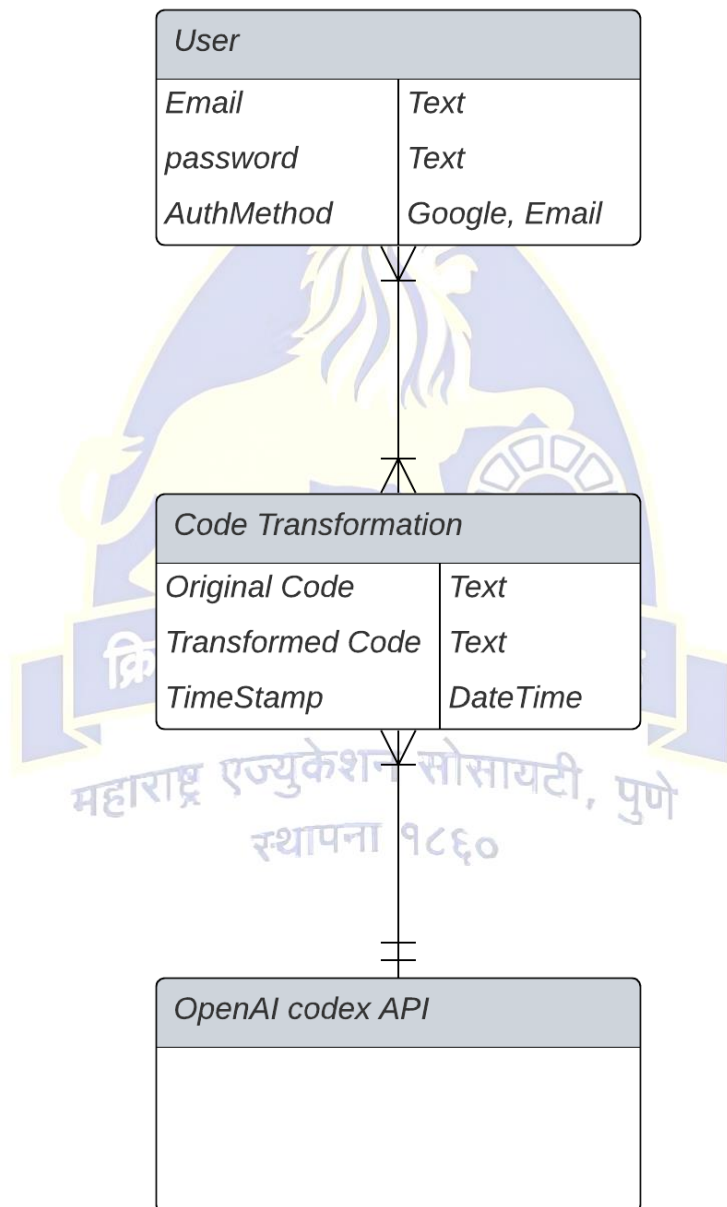 User
Email Text
password Text
AuthMethod Google, Email
Code Transformation
Original Code Text
Transformed Code Text
TimeStamp DateTime
महाराष्ट्र एज्युकेशन सोसायटी, पुणे
स्थापना १८६०
OpenAI codex API